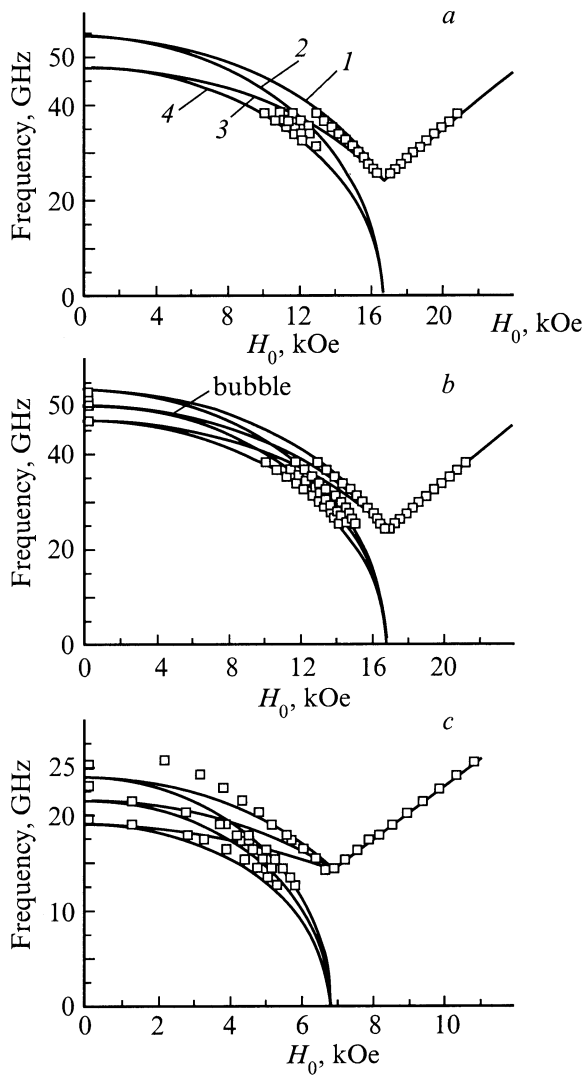 a
Frequency, GHz
50
40
20
0
1
2
3
4
0 4 8 12 16 20 H₀, kOe
H₀, kOe
b
bubble
Frequency, GHz
50
40
20
0
0 4 8 12 16 20
H₀, kOe
c
Frequency, GHz
25
20
10
0
0 2 4 6 8 10
H₀, kOe